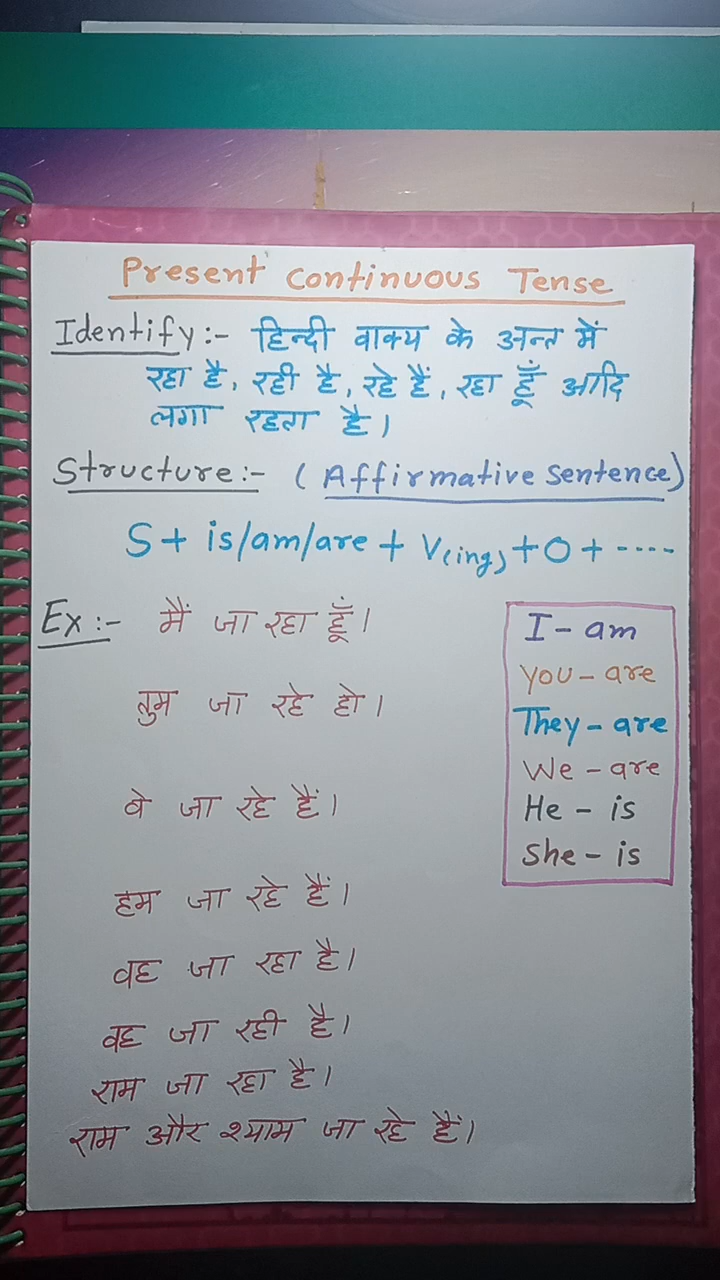 Present Continuous Tense
Identify:- हिन्दी वाक्य के अन्त में
रहा है, रही है, रहे हैं, रहा हूँ आदि
लगा रहता है।
Structure:- (Affirmative Sentence)
S+ is/am/are + V(ing) + O + ----
Ex:- मैं जा रहा हूँ।
I - am
तुम जा रहे हो।
You - are
They - are
We - are
वे जा रहे हैं।
He - is
She - is
हम जा रहे हैं।
वह जा रहा है।
वह जा रही है।
राम जा रहा है।
राम और श्याम जा रहे हैं।